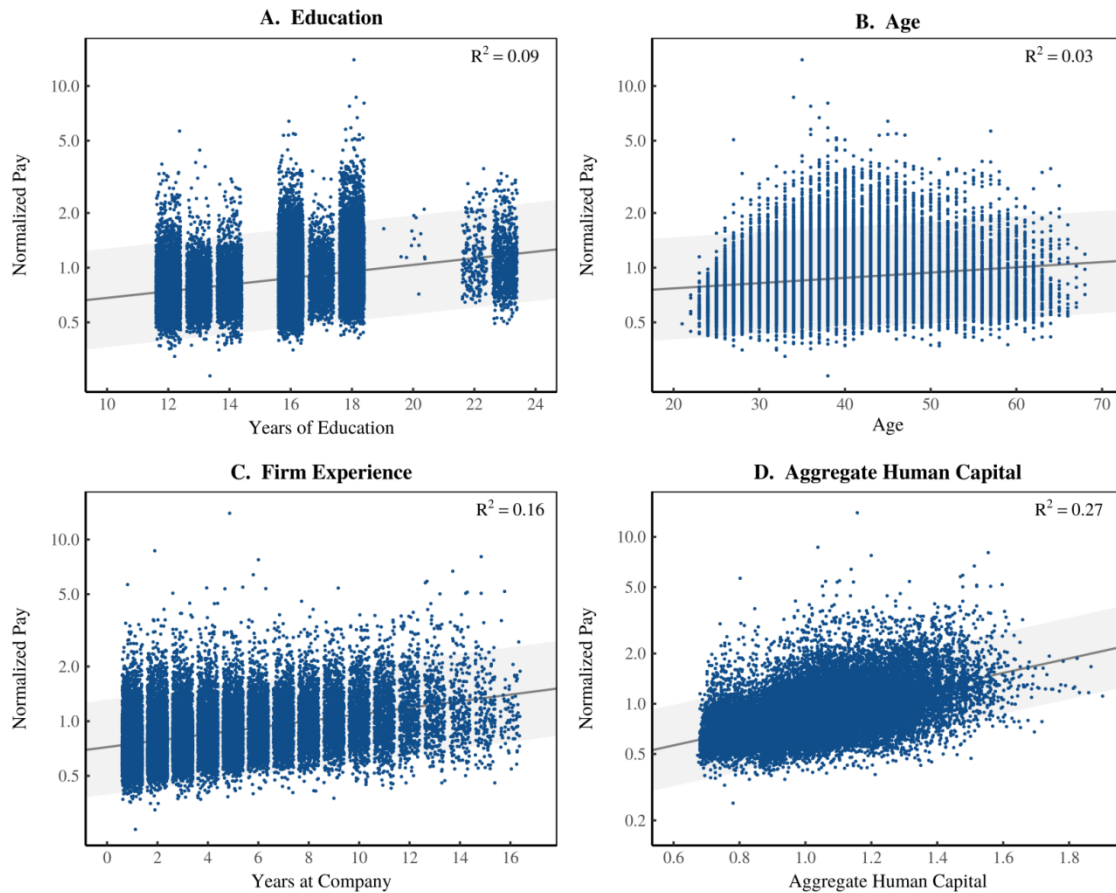 A. Education
R² = 0.09
Normalized Pay
10.0
5.0
2.0
1.0
0.5
10 12 14 16 18 20 22 24
Years of Education
B. Age
R² = 0.03
Normalized Pay
10.0
5.0
2.0
1.0
0.5
20 30 40 50 60 70
Age
C. Firm Experience
R² = 0.16
Normalized Pay
10.0
5.0
2.0
1.0
0.5
0 2 4 6 8 10 12 14 16
Years at Company
D. Aggregate Human Capital
R² = 0.27
Normalized Pay
10.0
5.0
2.0
1.0
0.5
0.2
0.6 0.8 1.0 1.2 1.4 1.6 1.8
Aggregate Human Capital